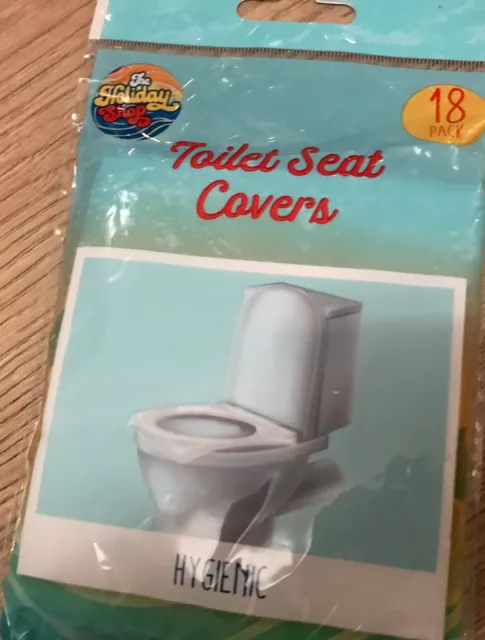 The
Holiday
Shop
18
PACK
Toilet Seat
Covers
HYGIENIC